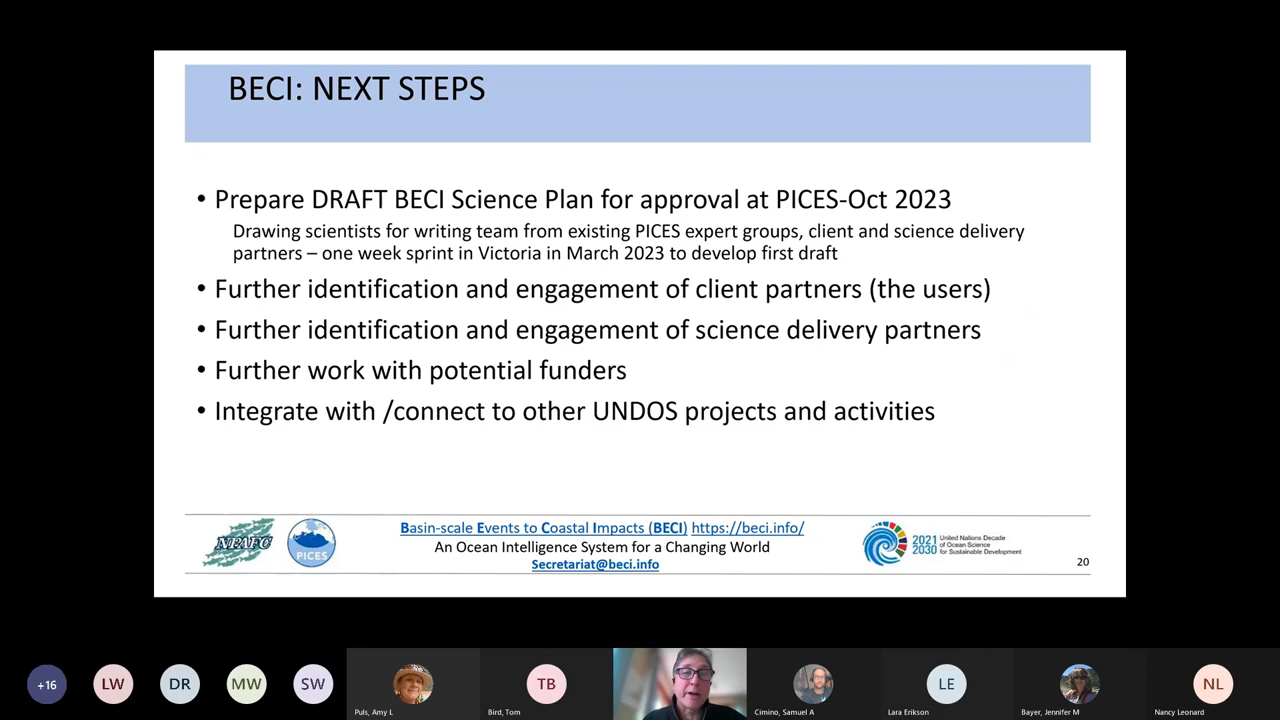 BECI: NEXT STEPS
• Prepare DRAFT BECI Science Plan for approval at PICES-Oct 2023
Drawing scientists for writing team from existing PICES expert groups, client and science delivery
partners – one week sprint in Victoria in March 2023 to develop first draft
• Further identification and engagement of client partners (the users)
• Further identification and engagement of science delivery partners
• Further work with potential funders
• Integrate with /connect to other UNDOS projects and activities
NPAFC
PICES
Basin-scale Events to Coastal Impacts (BECI) https://beci.info/
An Ocean Intelligence System for a Changing World
Secretariat@beci.info
2021
2030
United Nations Decade
of Ocean Science
for Sustainable Development
20
+16
LW
DR
MW
SW
Puls, Amy L
TB
Bird, Tom
Cimino, Samuel A
LE
Lara Erikson
Bayer, Jennifer M
NL
Nancy Leonard